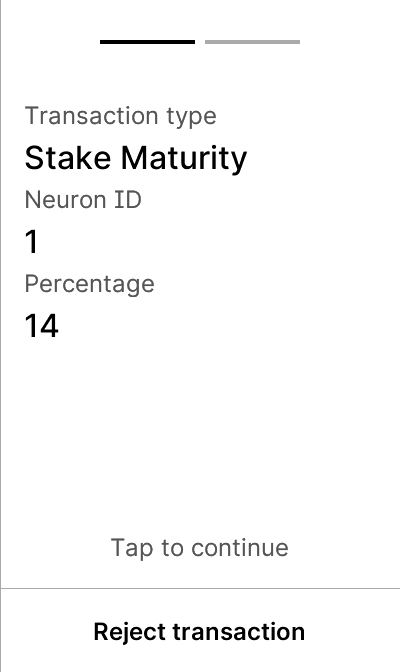 Transaction type
Stake Maturity
Neuron ID
1
Percentage
14
Tap to continue
Reject transaction